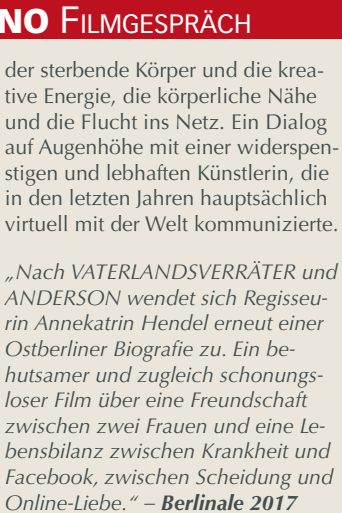 NO FILMGESPRÄCH
der sterbende Körper und die krea-
tive Energie, die körperliche Nähe
und die Flucht ins Netz. Ein Dialog
auf Augenhöhe mit einer widerspen-
stigen und lebhaften Künstlerin, die
in den letzten Jahren hauptsächlich
virtuell mit der Welt kommunizierte.
„Nach VATERLANDSVERRÄTER und
ANDERSON wendet sich Regisseu-
rin Annekatrin Hendel erneut einer
Ostberliner Biografie zu. Ein be-
hutsamer und zugleich schonungs-
loser Film über eine Freundschaft
zwischen zwei Frauen und eine Le-
bensbilanz zwischen Krankheit und
Facebook, zwischen Scheidung und
Online-Liebe.“ – Berlinale 2017